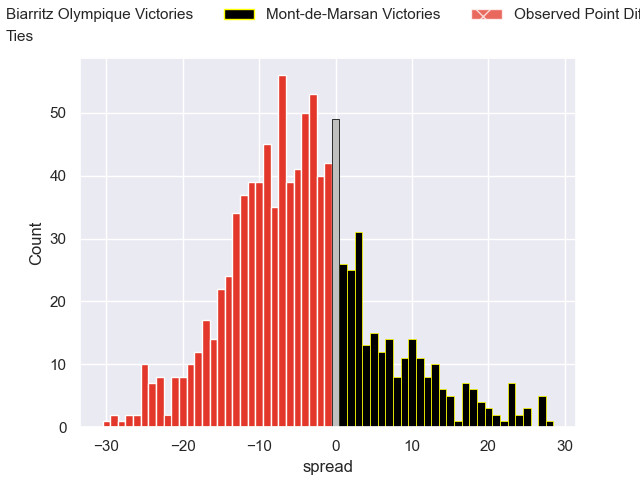 Biarritz Olympique Victories Mont-de-Marsan Victories Observed Point Dif
Ties
50
40
30
20
10
0
Count
−30 −20 −10 0 10 20 30
spread